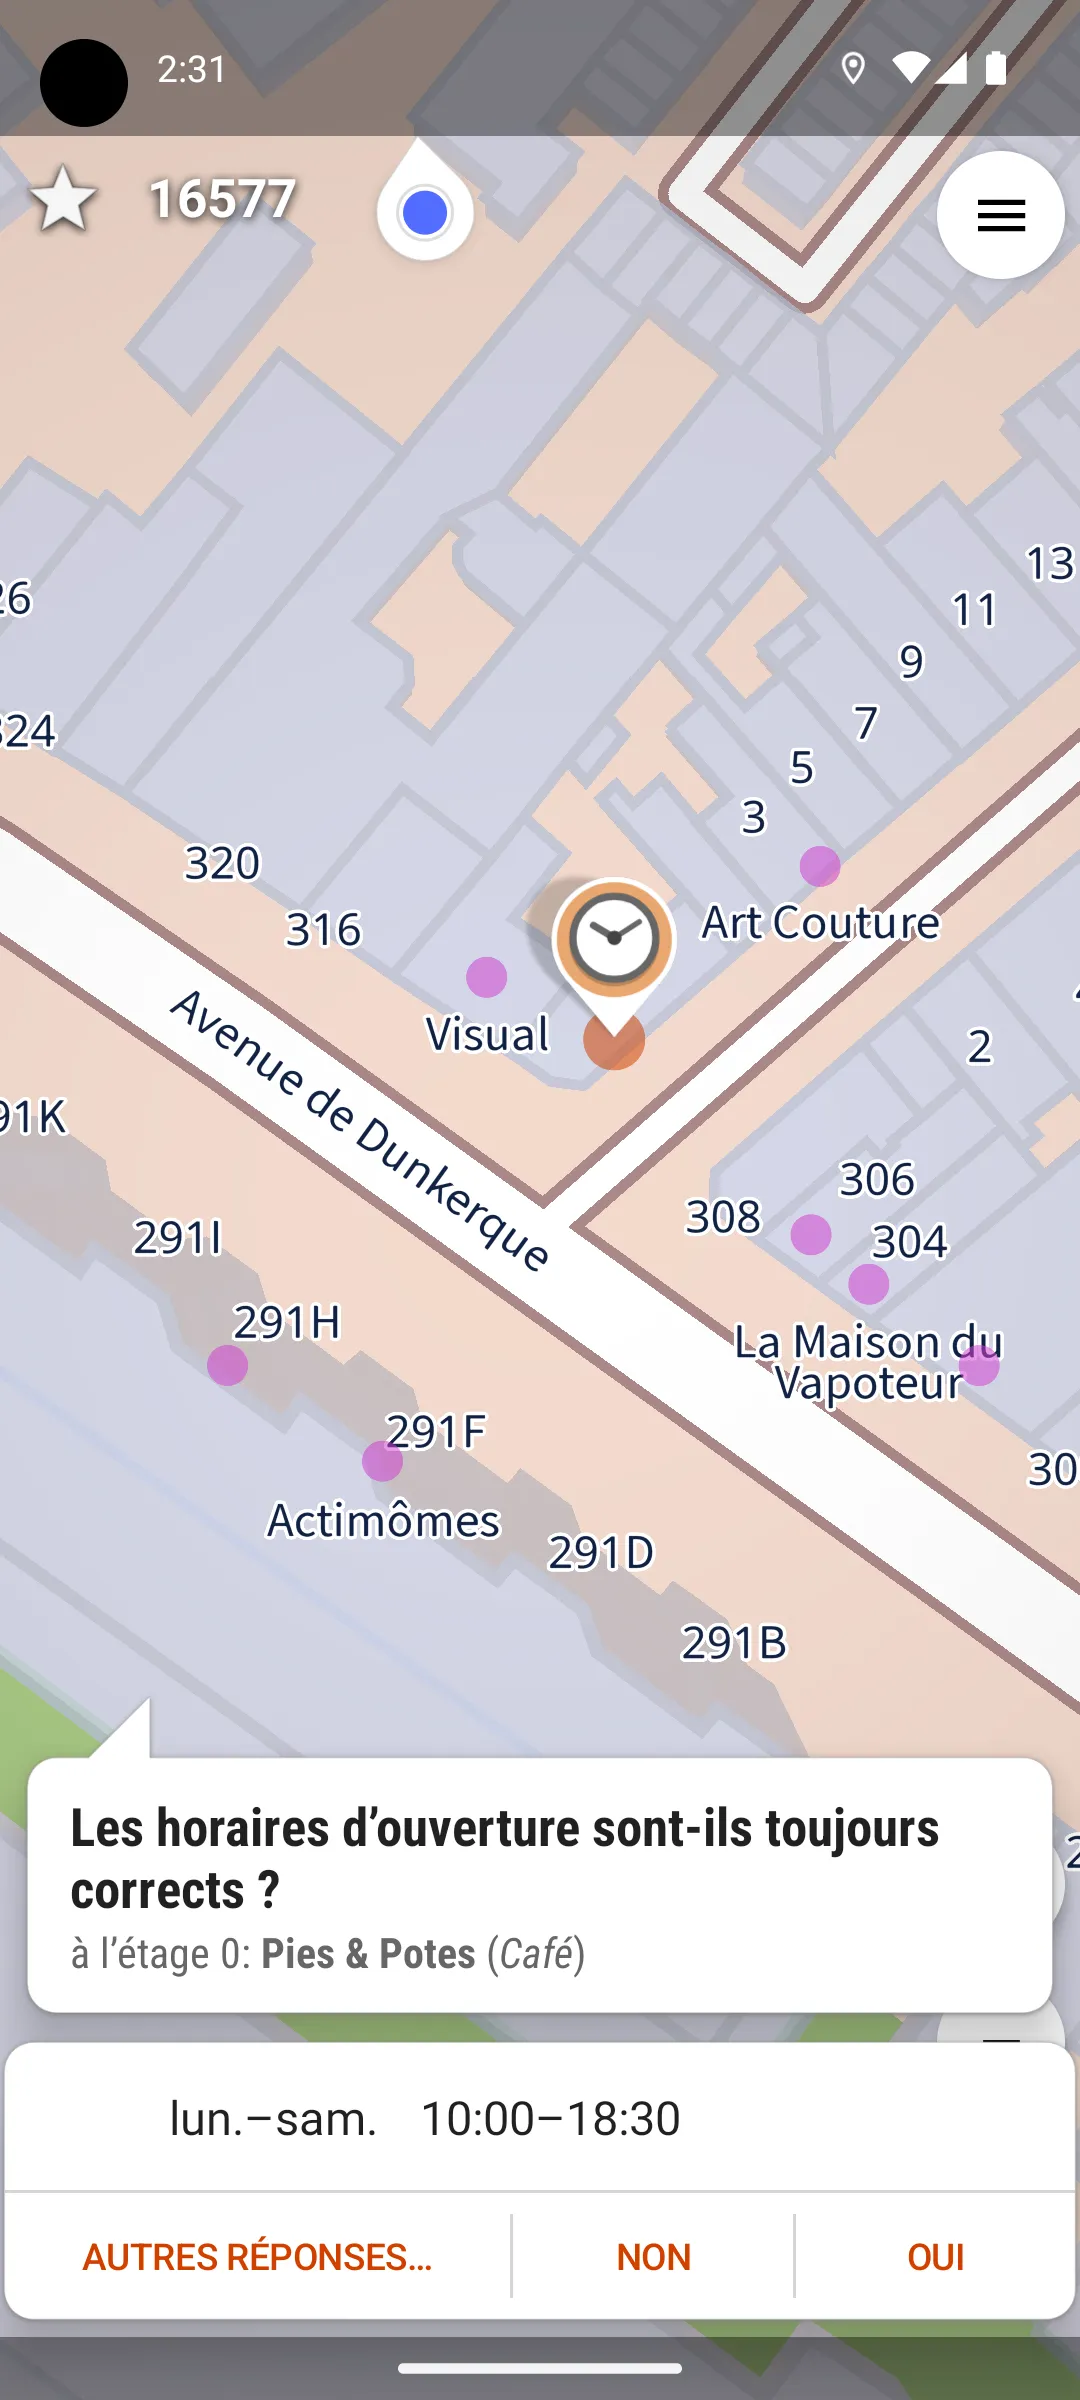 2:31
16577
13
11
26
9
7
324
5
3
320
Art Couture
316
Visual
2
Avenue de Dunkerque
91K
306
308
304
291I
291H
La Maison du
Vapoteur
291F
30
Actimômes
291D
291B
Les horaires d’ouverture sont-ils toujours
corrects ?
à l’étage 0: Pies & Potes (Café)
lun.–sam. 10:00–18:30
AUTRES RÉPONSES…
NON
OUI